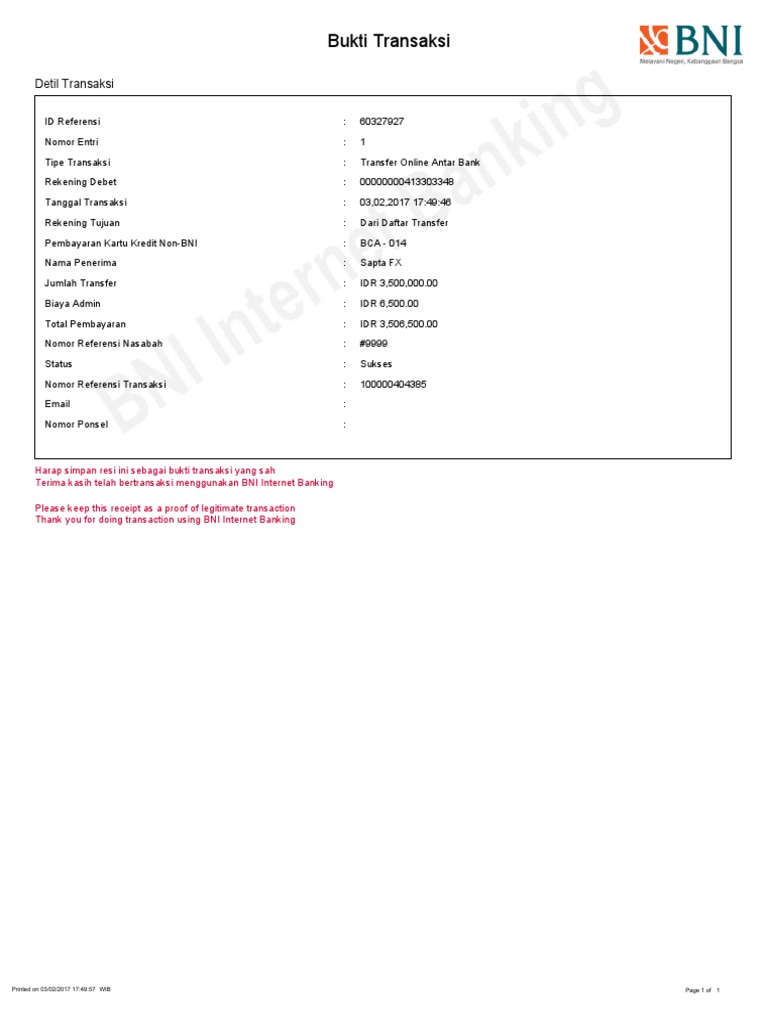 Bukti Transaksi
BNI
Melayani Negeri, Kebanggaan Bangsa
Detil Transaksi
ID Referensi : 60327927
Nomor Entri : 1
Tipe Transaksi : Transfer Online Antar Bank
Rekening Debet : 00000000413303348
Tanggal Transaksi : 03,02,2017 17:49:46
Rekening Tujuan : Dari Daftar Transfer
Pembayaran Kartu Kredit Non-BNI : BCA - 014
Nama Penerima : Sapta FX
Jumlah Transfer : IDR 3,500,000.00
Biaya Admin : IDR 6,500.00
Total Pembayaran : IDR 3,506,500.00
Nomor Referensi Nasabah : #9999
Status : Sukses
Nomor Referensi Transaksi : 100000404385
Email :
Nomor Ponsel :
BNI Internet Banking
Harap simpan resi ini sebagai bukti transaksi yang sah
Terima kasih telah bertransaksi menggunakan BNI Internet Banking
Please keep this receipt as a proof of legitimate transaction
Thank you for doing transaction using BNI Internet Banking
Printed on 03/02/2017 17:49:57 WIB
Page 1 of 1